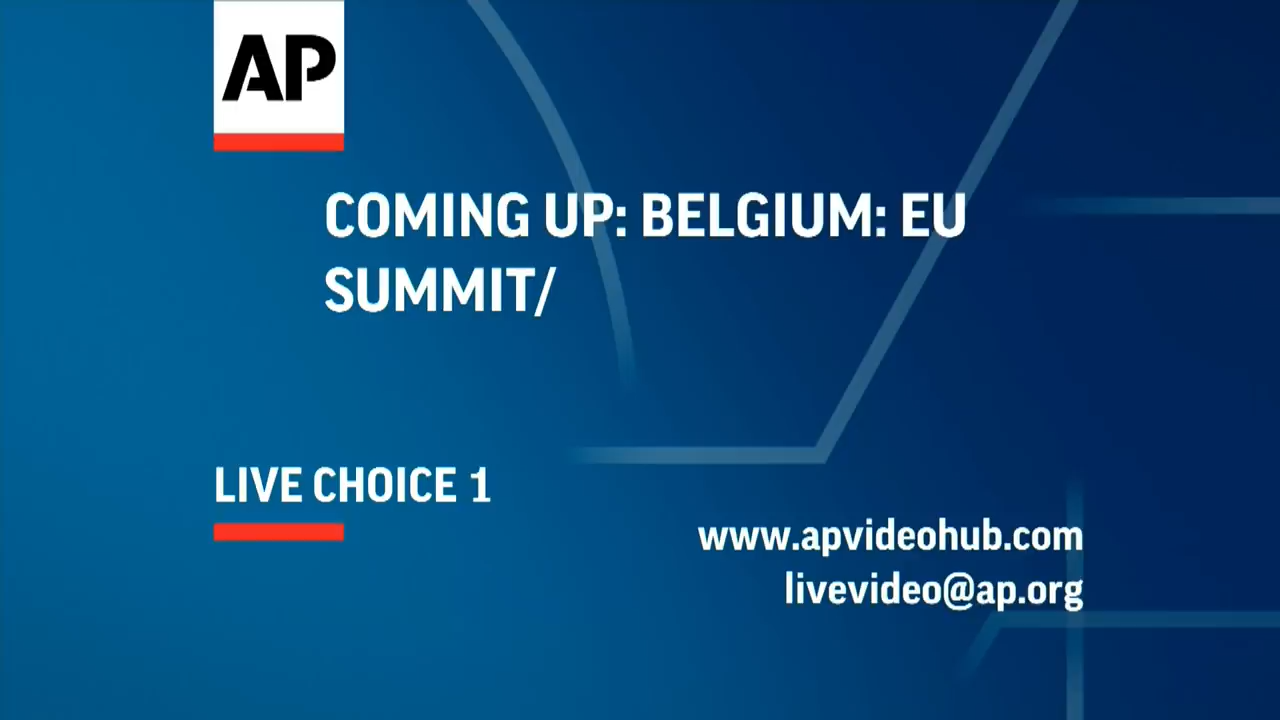 AP
COMING UP: BELGIUM: EU
SUMMIT/
LIVE CHOICE 1
www.apvideohub.com
livevideo@ap.org